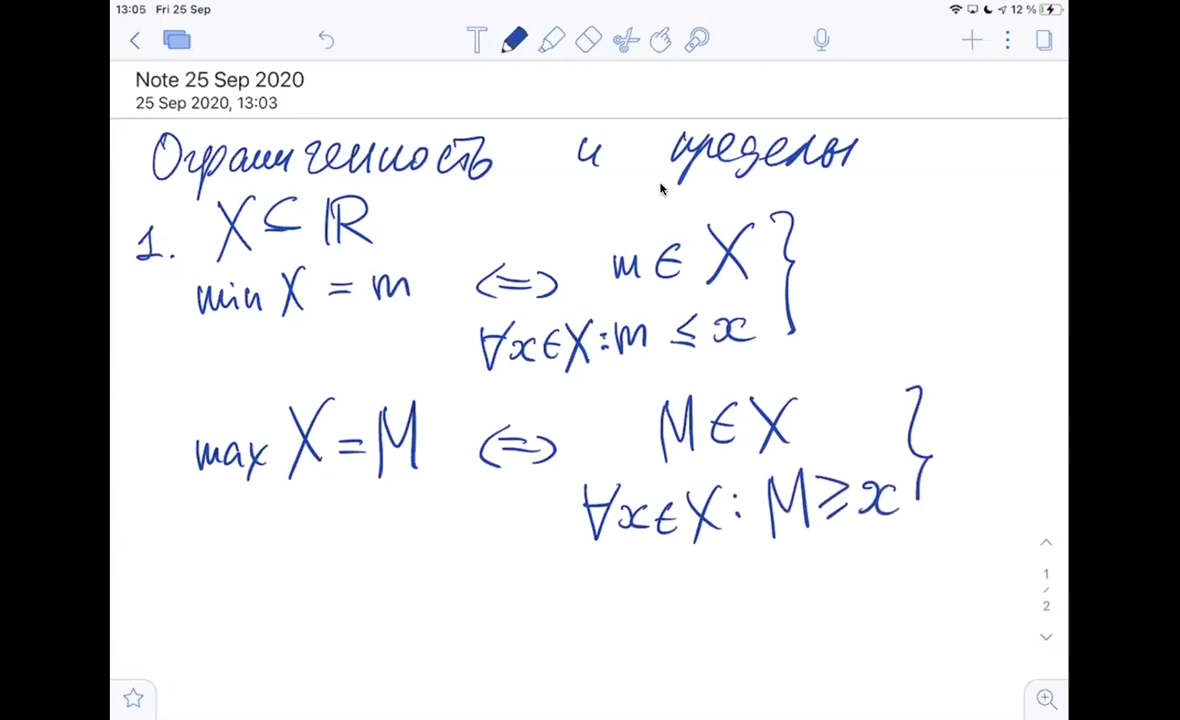 13:05 Fri 25 Sep 12 %
Note 25 Sep 2020
25 Sep 2020, 13:03
Ограниченность и пределы
1. X ⊆ ℝ
min X = m ⇔ m ∈ X }
∀x∈X: m ≤ x
max X = M ⇔ M ∈ X }
∀x∈X: M ≥ x
1
/
2